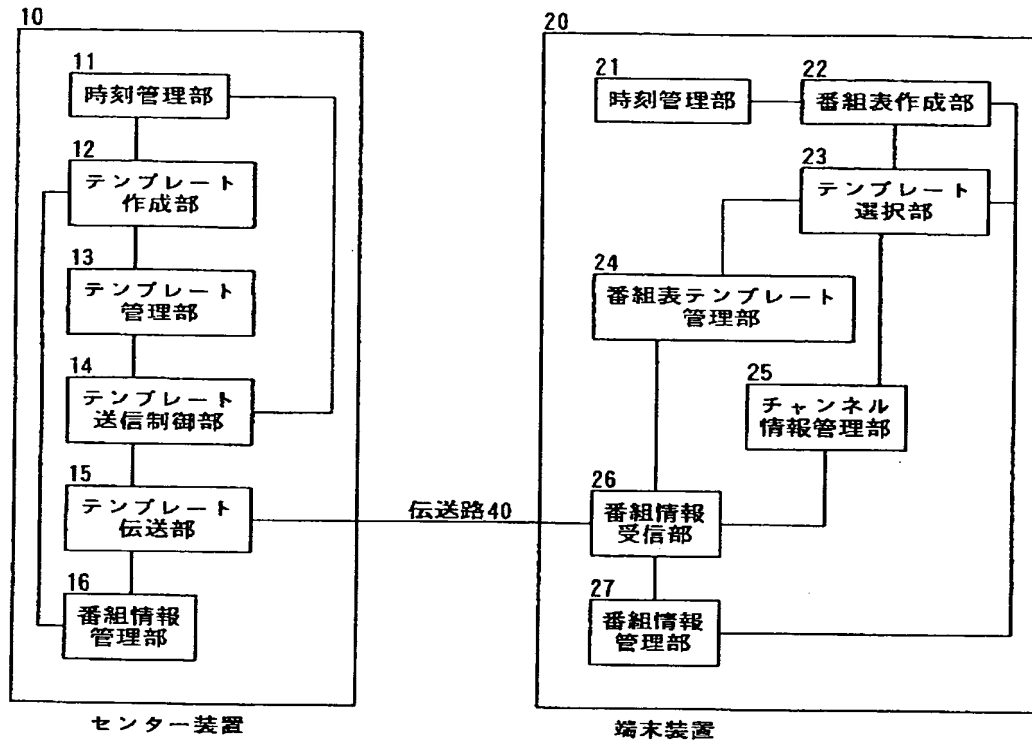 10
11
時刻管理部
12
テンプレート
作成部
13
テンプレート
管理部
14
テンプレート
送信制御部
15
テンプレート
伝送部
16
番組情報
管理部
センター装置
伝送路40
20
21
時刻管理部
22
番組表作成部
23
テンプレート
選択部
24
番組表テンプレート
管理部
25
チャンネル
情報管理部
26
番組情報
受信部
27
番組情報
管理部
端末装置